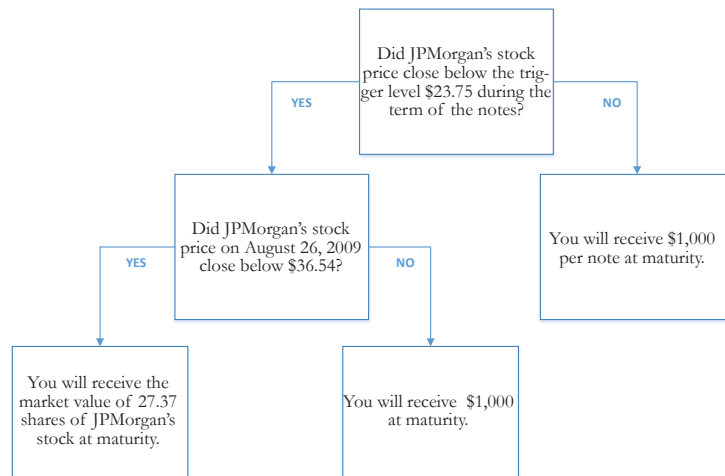 Did JPMorgan's stock
price close below the trig-
ger level $23.75 during the
term of the notes?
YES
NO
Did JPMorgan's stock
price on August 26, 2009
close below $36.54?
You will receive $1,000
per note at maturity.
YES
NO
You will receive the
market value of 27.37
shares of JPMorgan's
stock at maturity.
You will receive $1,000
at maturity.